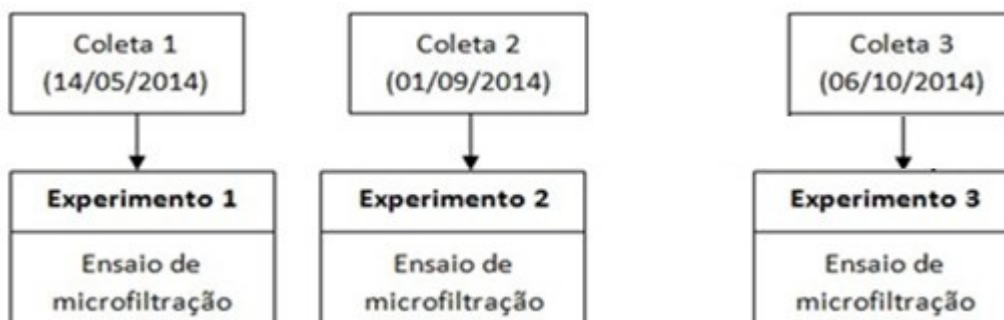 Coleta 1
(14/05/2014)
Coleta 2
(01/09/2014)
Coleta 3
(06/10/2014)
Experimento 1
Ensaio de
microfiltração
Experimento 2
Ensaio de
microfiltração
Experimento 3
Ensaio de
microfiltração